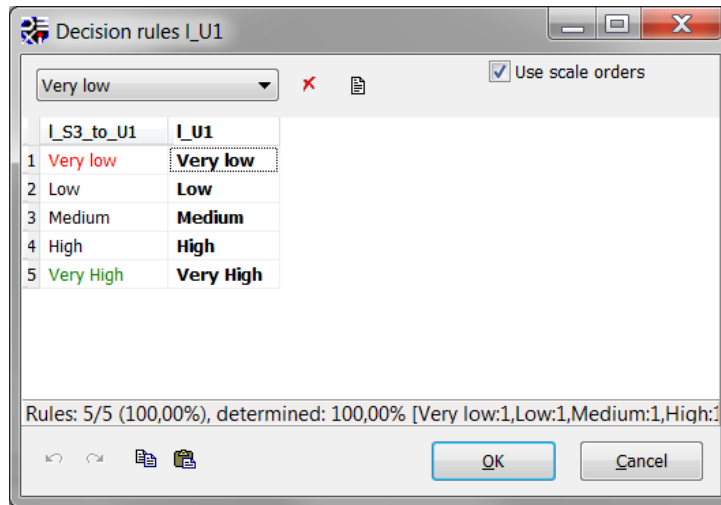 Decision rules I_U1
Very low
Use scale orders
I_S3_to_U1 I_U1
1 Very low Very low
2 Low Low
3 Medium Medium
4 High High
5 Very High Very High
Rules: 5/5 (100,00%), determined: 100,00% [Very low:1,Low:1,Medium:1,High:1
OK
Cancel